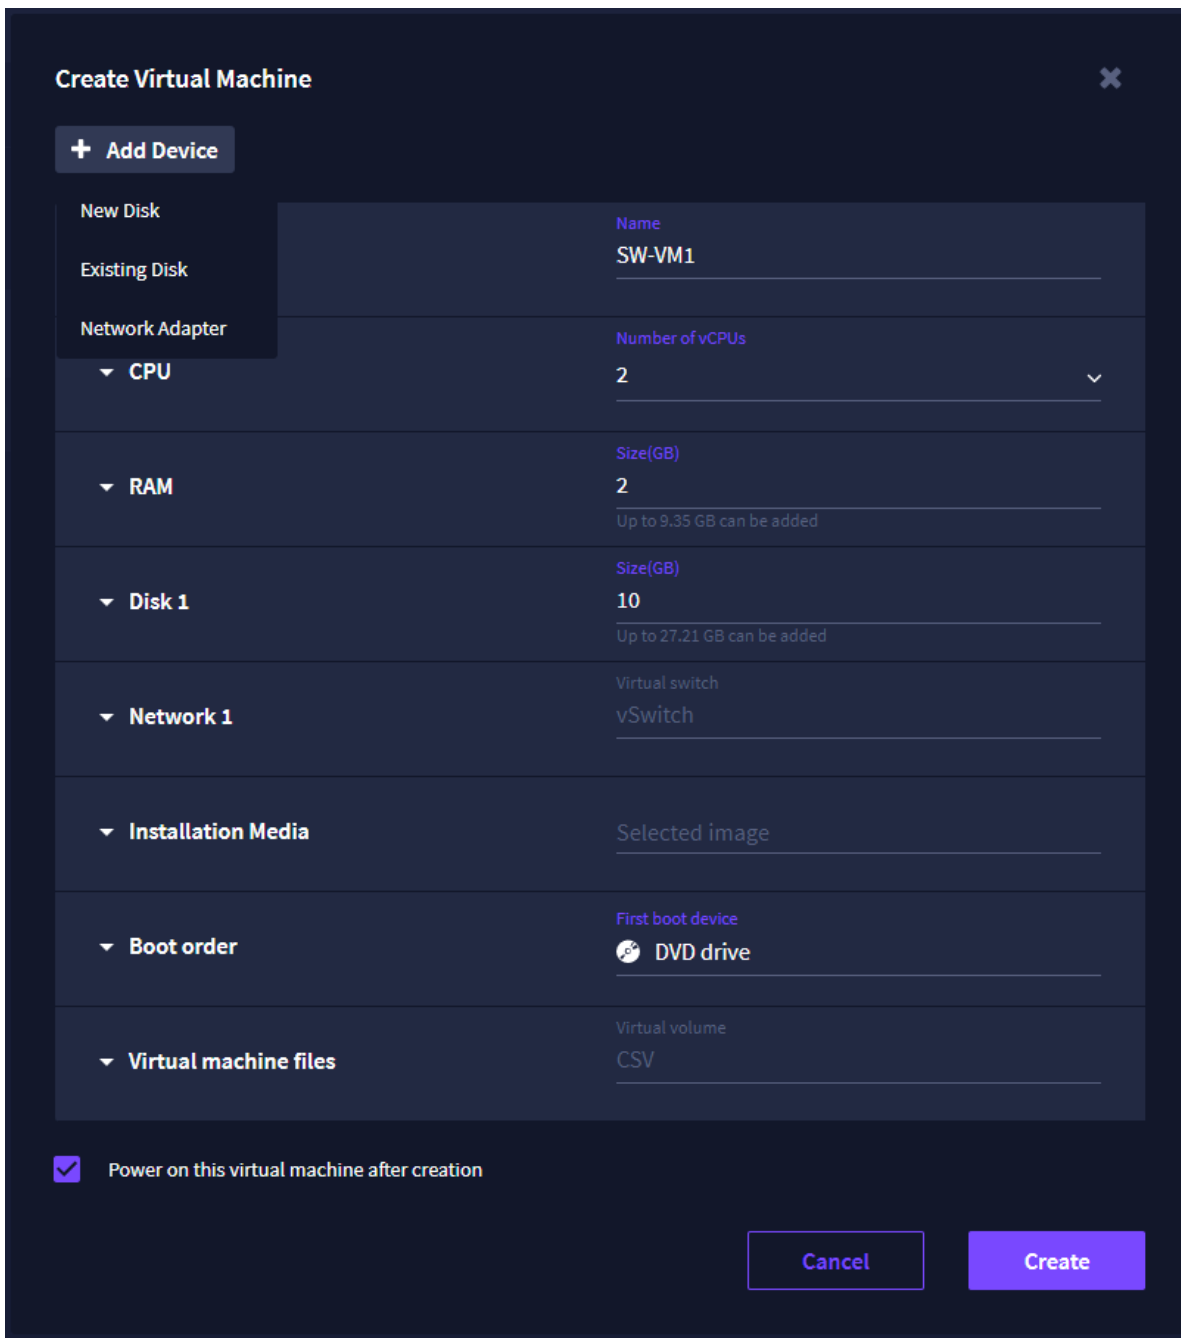 Create Virtual Machine
Add Device
New Disk
Existing Disk
Network Adapter
Name
SW-VM1
CPU
Number of vCPUs
2
RAM
Size(GB)
2
Up to 9.35 GB can be added
Disk 1
Size(GB)
10
Up to 27.21 GB can be added
Network 1
Virtual switch
vSwitch
Installation Media
Selected image
Boot order
First boot device
DVD drive
Virtual machine files
Virtual volume
CSV
Power on this virtual machine after creation
Cancel
Create